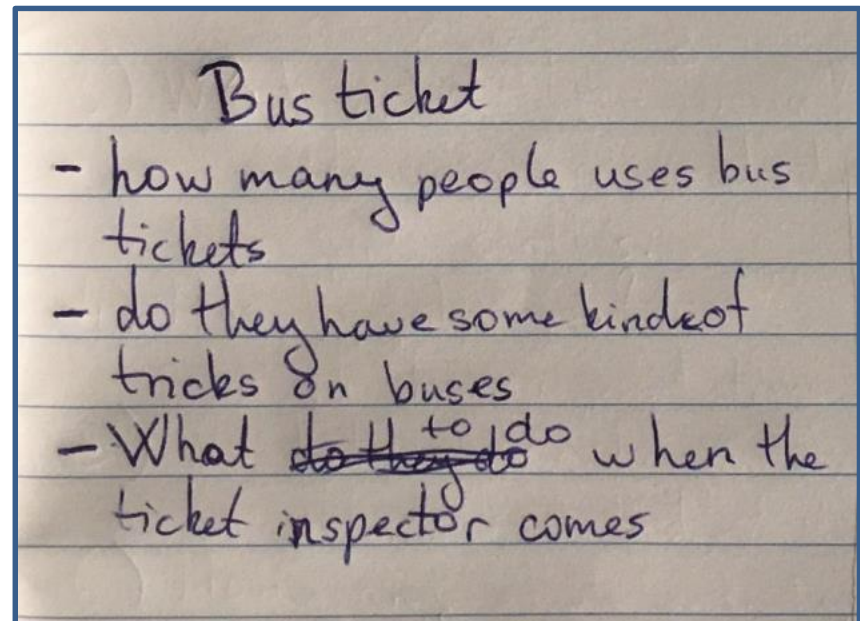 Bus ticket
- how many people uses bus
tickets
- do they have some kind of
tricks on buses
- What to do when the
ticket inspector comes